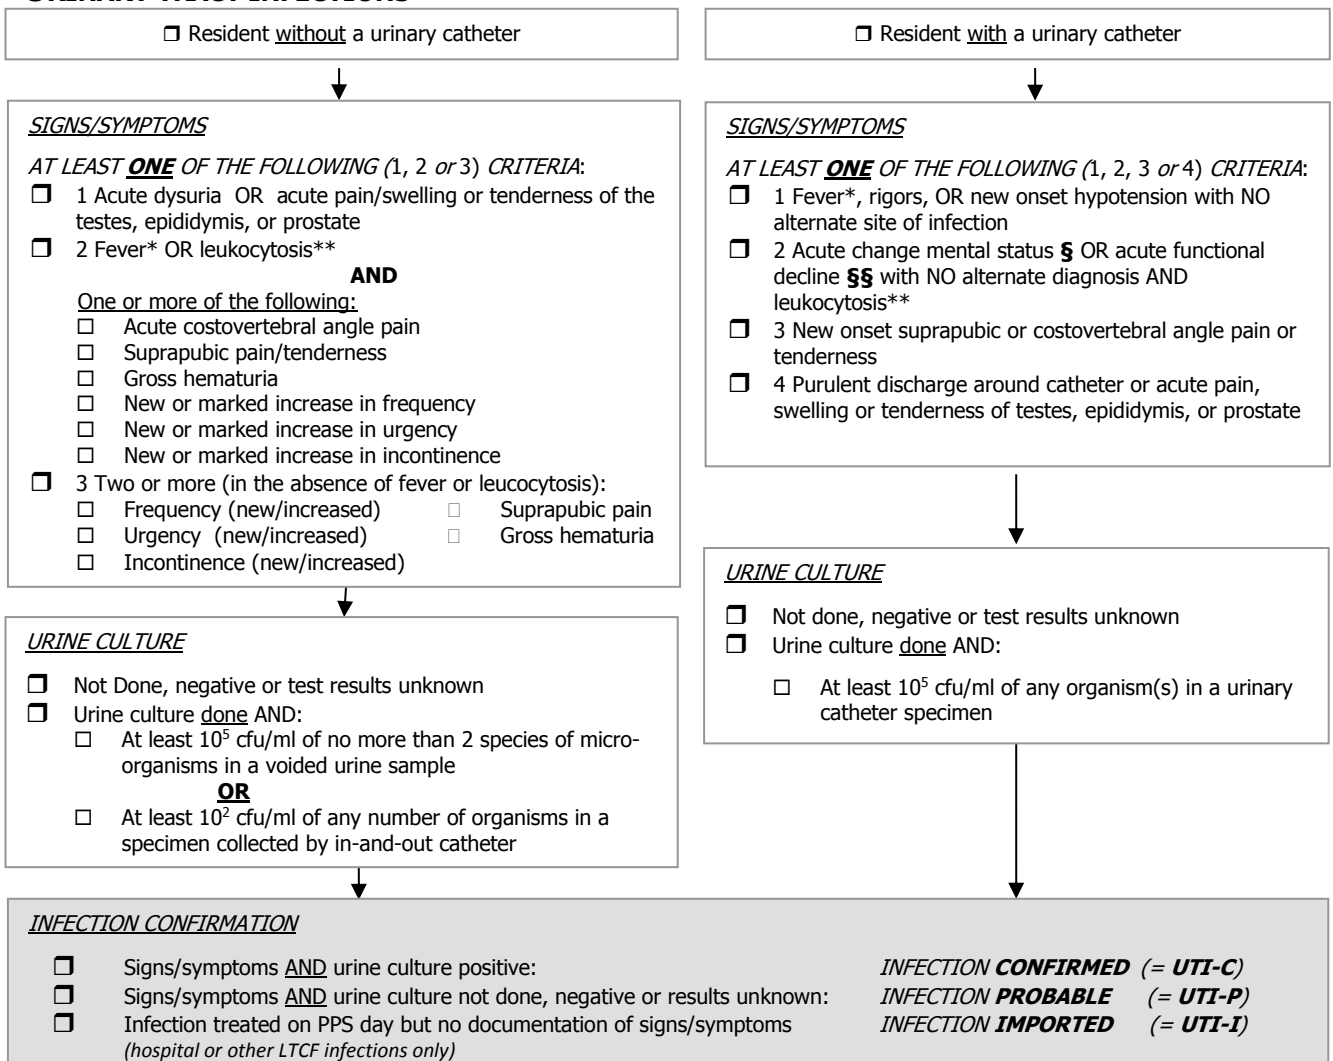 ❒ Resident without a urinary catheter
SIGNS/SYMPTOMS
AT LEAST ONE OF THE FOLLOWING (1, 2 or 3) CRITERIA:
❒ 1 Acute dysuria OR acute pain/swelling or tenderness of the
testes, epididymis, or prostate
❒ 2 Fever* OR leukocytosis**
AND
One or more of the following:
□ Acute costovertebral angle pain
□ Suprapubic pain/tenderness
□ Gross hematuria
□ New or marked increase in frequency
□ New or marked increase in urgency
□ New or marked increase in incontinence
❒ 3 Two or more (in the absence of fever or leucocytosis):
□ Frequency (new/increased) □ Suprapubic pain
□ Urgency (new/increased) □ Gross hematuria
□ Incontinence (new/increased)
URINE CULTURE
❒ Not Done, negative or test results unknown
❒ Urine culture done AND:
□ At least 10⁵ cfu/ml of no more than 2 species of micro-
organisms in a voided urine sample
OR
□ At least 10² cfu/ml of any number of organisms in a
specimen collected by in-and-out catheter
❒ Resident with a urinary catheter
SIGNS/SYMPTOMS
AT LEAST ONE OF THE FOLLOWING (1, 2, 3 or 4) CRITERIA:
❒ 1 Fever*, rigors, OR new onset hypotension with NO
alternate site of infection
❒ 2 Acute change mental status § OR acute functional
decline §§ with NO alternate diagnosis AND
leukocytosis**
❒ 3 New onset suprapubic or costovertebral angle pain or
tenderness
❒ 4 Purulent discharge around catheter or acute pain,
swelling or tenderness of testes, epididymis, or prostate
URINE CULTURE
❒ Not done, negative or test results unknown
❒ Urine culture done AND:
□ At least 10⁵ cfu/ml of any organism(s) in a urinary
catheter specimen
INFECTION CONFIRMATION
❒ Signs/symptoms AND urine culture positive: INFECTION CONFIRMED (= UTI-C)
❒ Signs/symptoms AND urine culture not done, negative or results unknown: INFECTION PROBABLE (= UTI-P)
❒ Infection treated on PPS day but no documentation of signs/symptoms INFECTION IMPORTED (= UTI-I)
(hospital or other LTCF infections only)